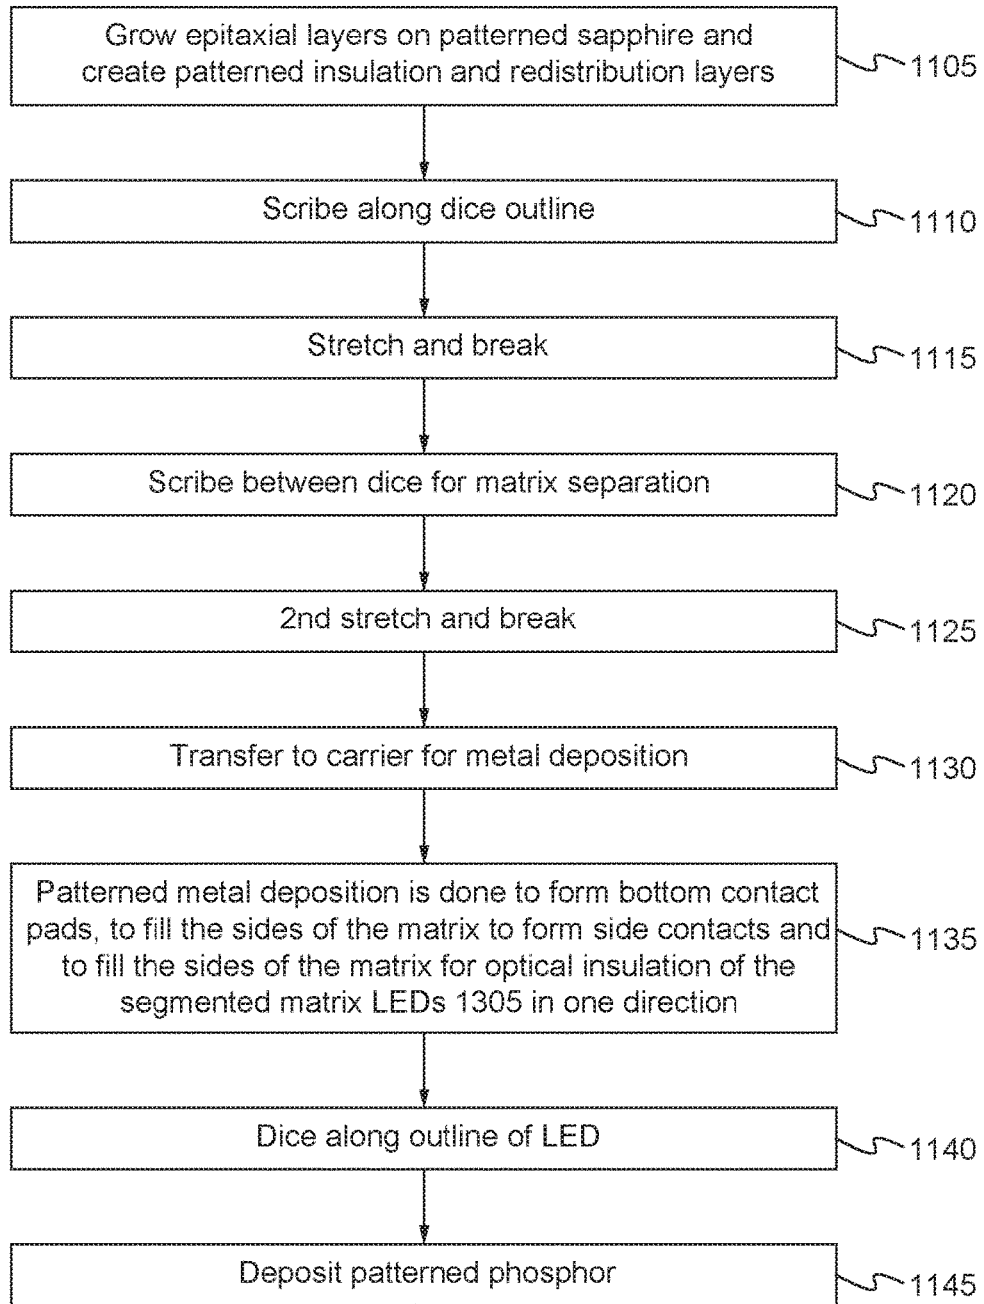 Grow epitaxial layers on patterned sapphire and
create patterned insulation and redistribution layers
1105
Scribe along dice outline
1110
Stretch and break
1115
Scribe between dice for matrix separation
1120
2nd stretch and break
1125
Transfer to carrier for metal deposition
1130
Patterned metal deposition is done to form bottom contact
pads, to fill the sides of the matrix to form side contacts and
to fill the sides of the matrix for optical insulation of the
segmented matrix LEDs 1305 in one direction
1135
Dice along outline of LED
1140
Deposit patterned phosphor
1145